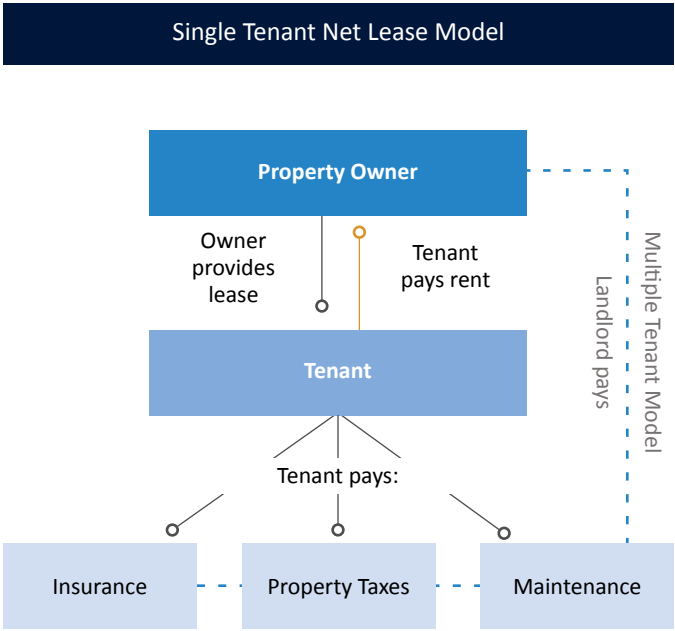 Single Tenant Net Lease Model
Property Owner
Owner
provides
lease
Tenant
pays rent
Multiple Tenant Model
Landlord pays
Tenant
Tenant pays:
Insurance
Property Taxes
Maintenance